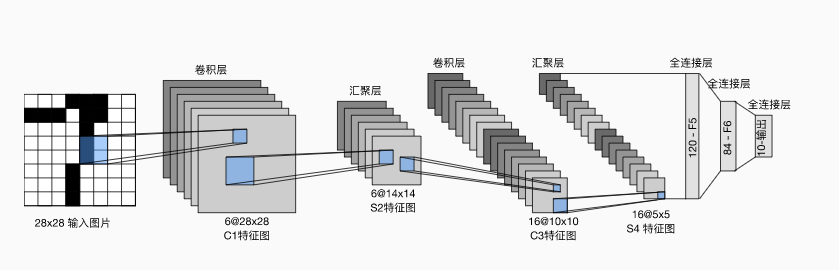 卷积层
汇聚层
卷积层
汇聚层
全连接层
全连接层
全连接层
120 - F5
84 - F6
10-输出
28x28 输入图片
6@28x28
C1特征图
6@14x14
S2特征图
16@10x10
C3特征图
16@5x5
S4 特征图